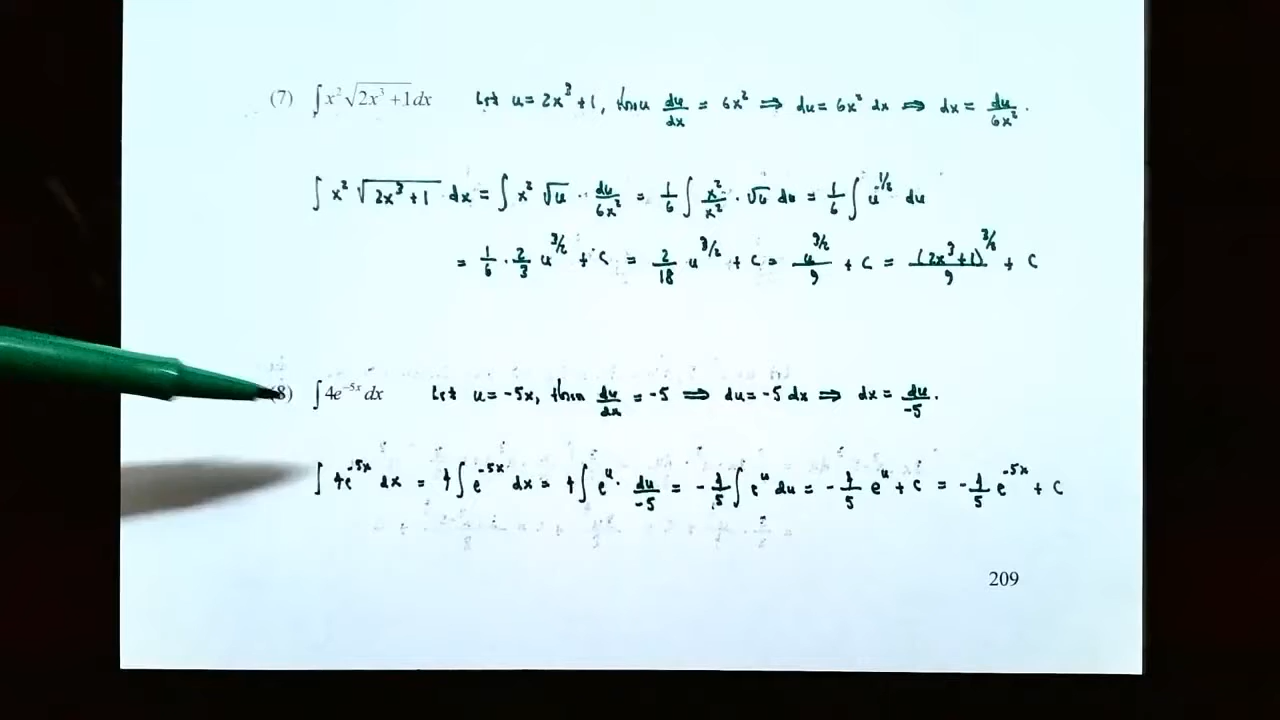 (7) ∫x²√(2x³+1)dx Let u = 2x³+1, then du/dx = 6x² ⇒ du = 6x² dx ⇒ dx = du/6x².
∫ x² √(2x³+1) dx = ∫ x² √u · du/6x² = 1/6 ∫ x²/x² · √u du = 1/6 ∫ u^(1/2) du
= 1/6 · 2/3 u^(3/2) + C = 2/18 u^(3/2) + C = u^(3/2)/9 + C = (2x³+1)^(3/2)/9 + C
(8) ∫4e^(-5x) dx Let u = -5x, then du/dx = -5 ⇒ du = -5 dx ⇒ dx = du/-5.
∫ 4e^(-5x) dx = 4∫ e^(-5x) dx = 4∫ e^u · du/-5 = -4/5 ∫ e^u du = -4/5 e^u + C = -4/5 e^(-5x) + C
209